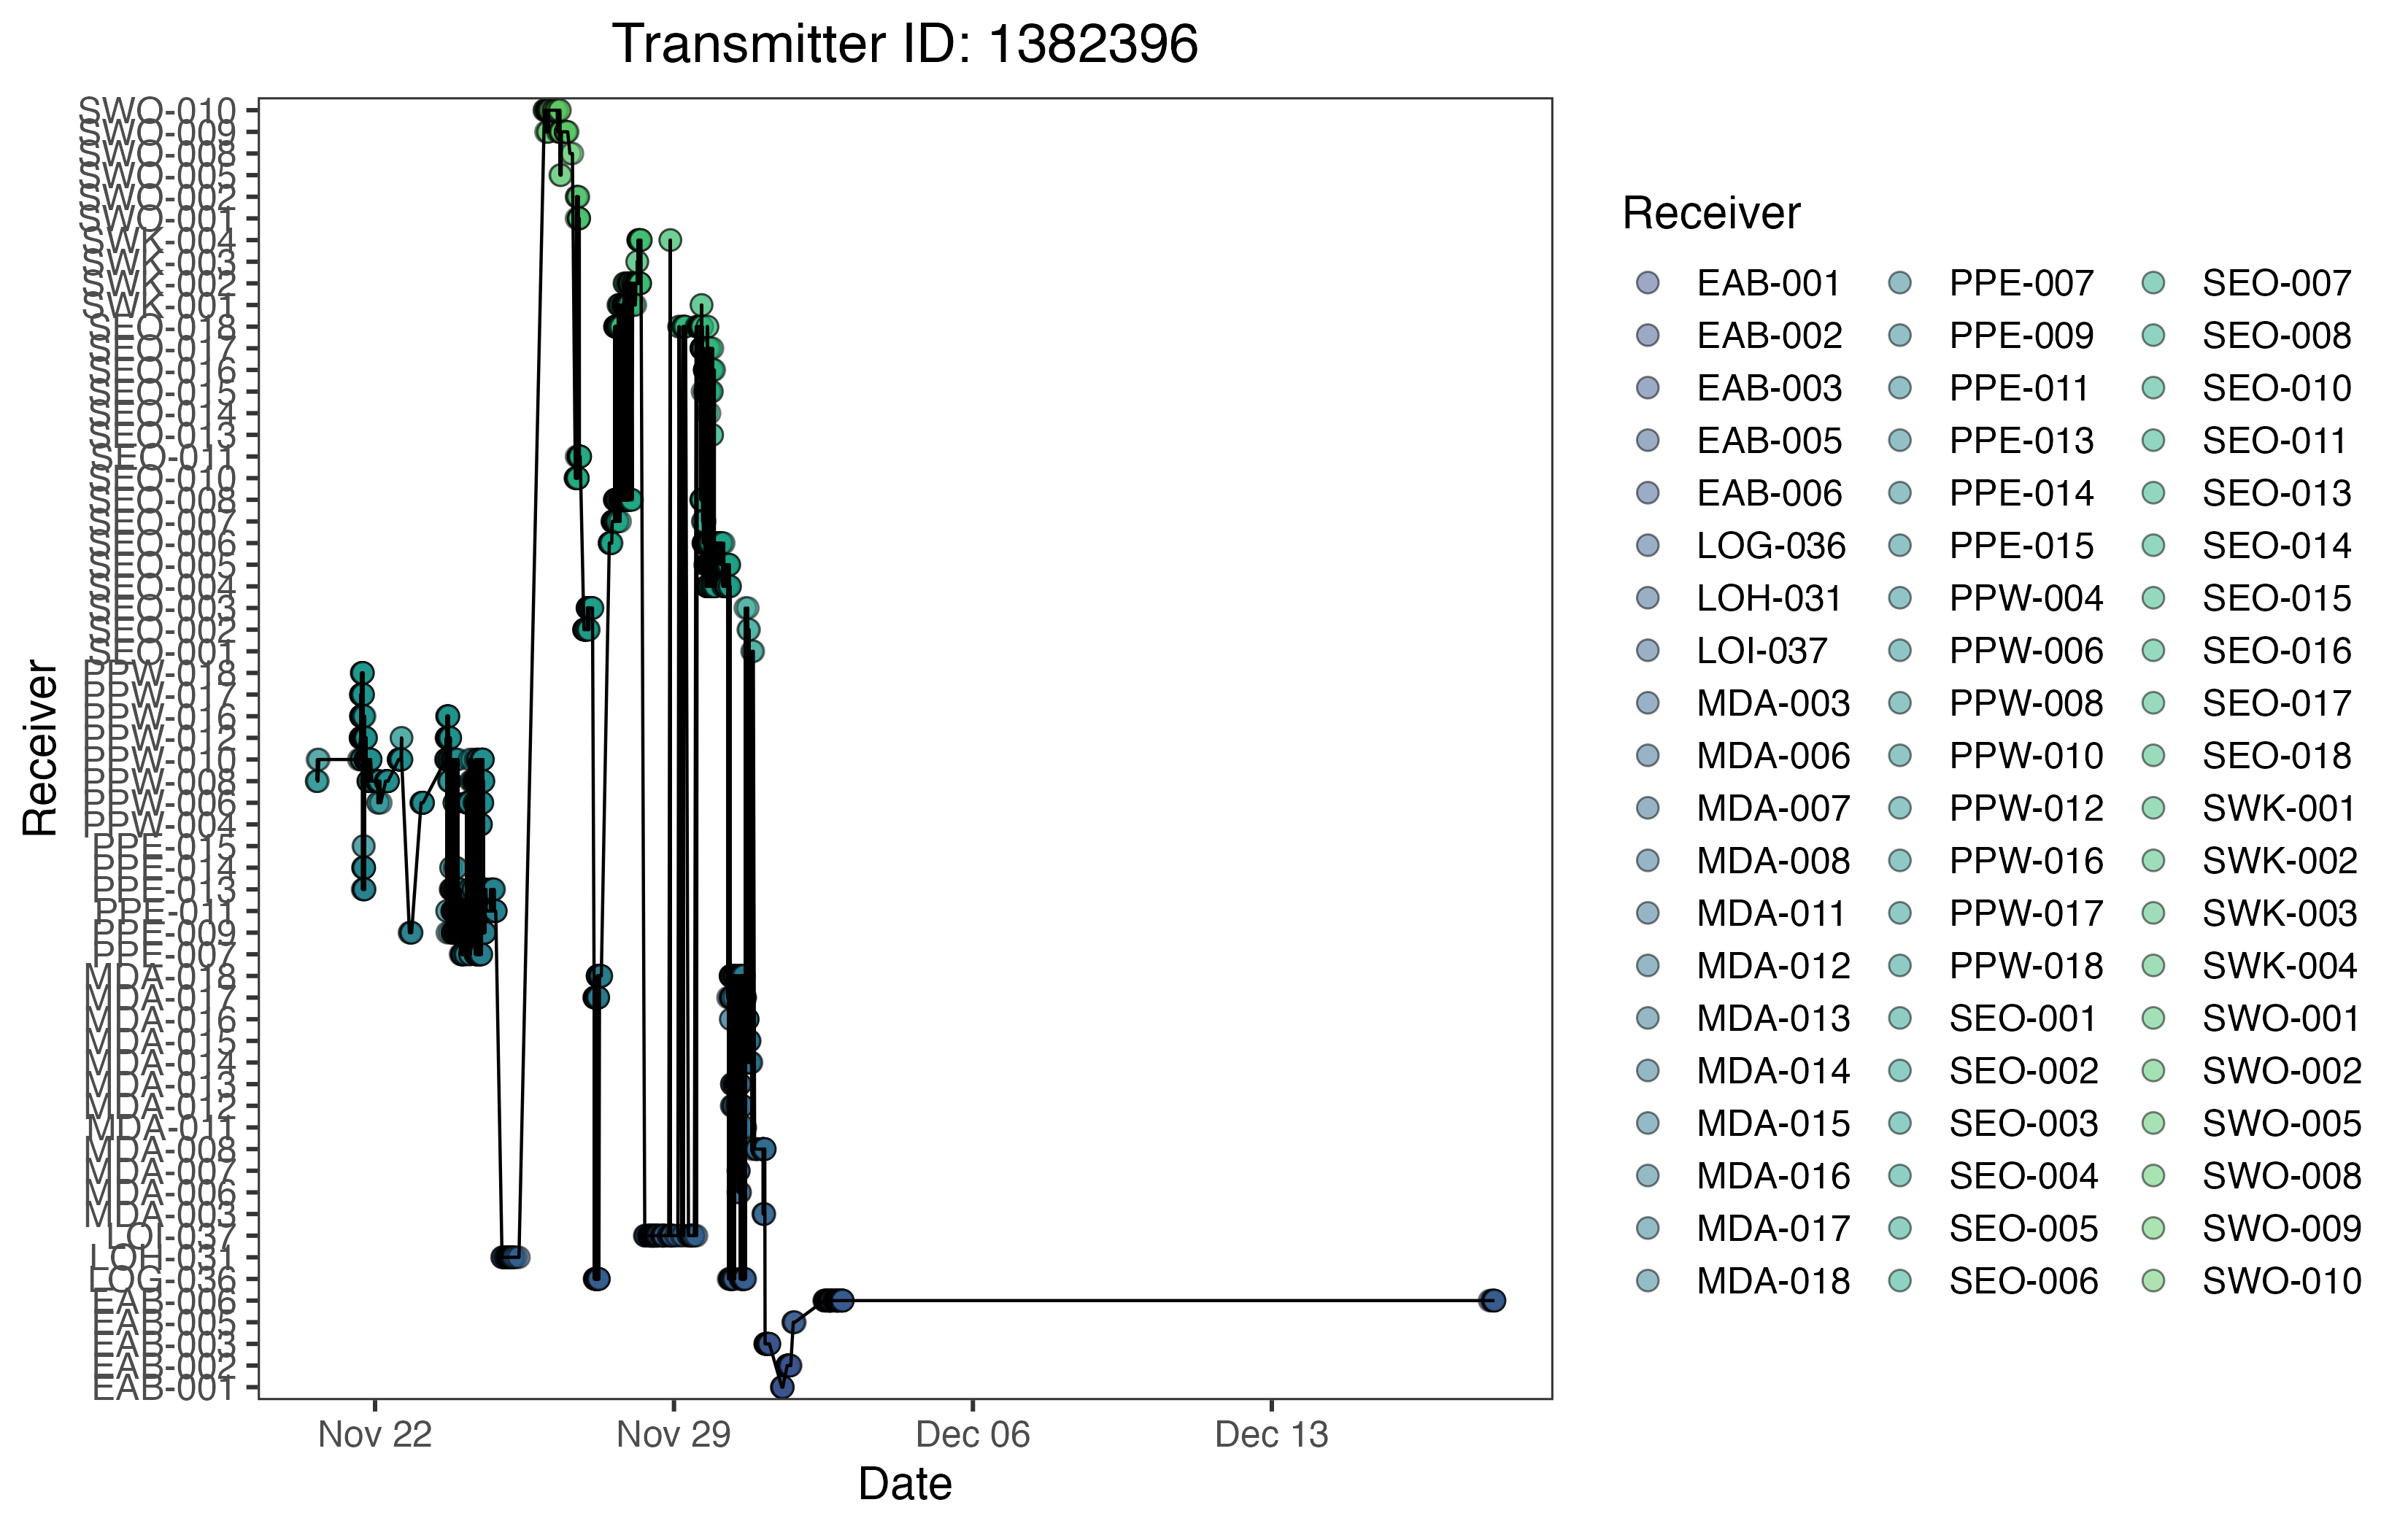 Transmitter ID: 1382396
Receiver
SWO-010
SWO-009
SWO-008
SWO-005
SWO-002
SWO-001
SWK-004
SWK-003
SWK-002
SWK-001
SEO-018
SEO-017
SEO-016
SEO-015
SEO-014
SEO-013
SEO-011
SEO-010
SEO-008
SEO-007
SEO-006
SEO-005
SEO-004
SEO-003
SEO-002
SEO-001
PPW-018
PPW-017
PPW-016
PPW-012
PPW-010
PPW-008
PPW-006
PPW-004
PPE-015
PPE-014
PPE-013
PPE-011
PPE-009
PPE-007
MDA-018
MDA-017
MDA-016
MDA-015
MDA-014
MDA-013
MDA-012
MDA-011
MDA-008
MDA-007
MDA-006
MDA-003
LOI-037
LOH-031
LOG-036
EAB-006
EAB-005
EAB-003
EAB-002
EAB-001
Nov 22 Nov 29 Dec 06 Dec 13
Date
Receiver
EAB-001 PPE-007 SEO-007
EAB-002 PPE-009 SEO-008
EAB-003 PPE-011 SEO-010
EAB-005 PPE-013 SEO-011
EAB-006 PPE-014 SEO-013
LOG-036 PPE-015 SEO-014
LOH-031 PPW-004 SEO-015
LOI-037 PPW-006 SEO-016
MDA-003 PPW-008 SEO-017
MDA-006 PPW-010 SEO-018
MDA-007 PPW-012 SWK-001
MDA-008 PPW-016 SWK-002
MDA-011 PPW-017 SWK-003
MDA-012 PPW-018 SWK-004
MDA-013 SEO-001 SWO-001
MDA-014 SEO-002 SWO-002
MDA-015 SEO-003 SWO-005
MDA-016 SEO-004 SWO-008
MDA-017 SEO-005 SWO-009
MDA-018 SEO-006 SWO-010